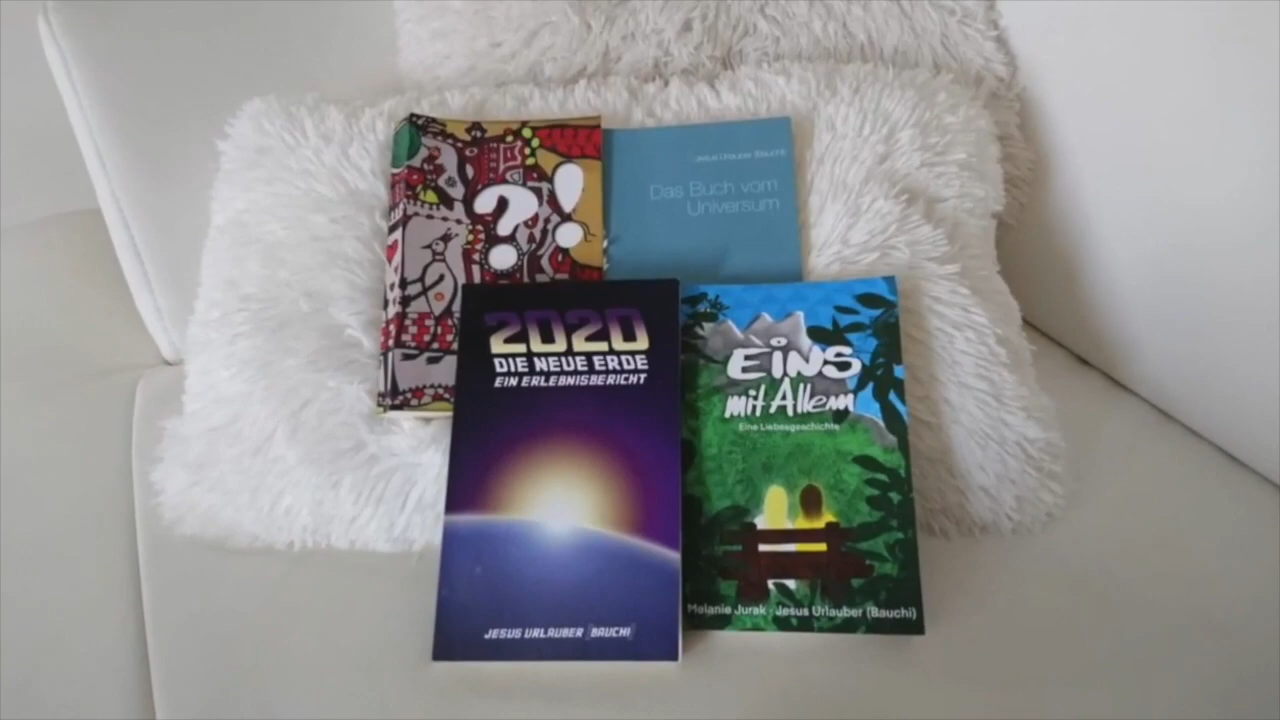 ?!
Jesus Urlauber (Bauchi)
Das Buch vom
Universum
2020
DIE NEUE ERDE
EIN ERLEBNISBERICHT
JESUS URLAUBER (BAUCHI)
EINS
mit Allem
Eine Liebesgeschichte
Melanie Jurak · Jesus Urlauber (Bauchi)